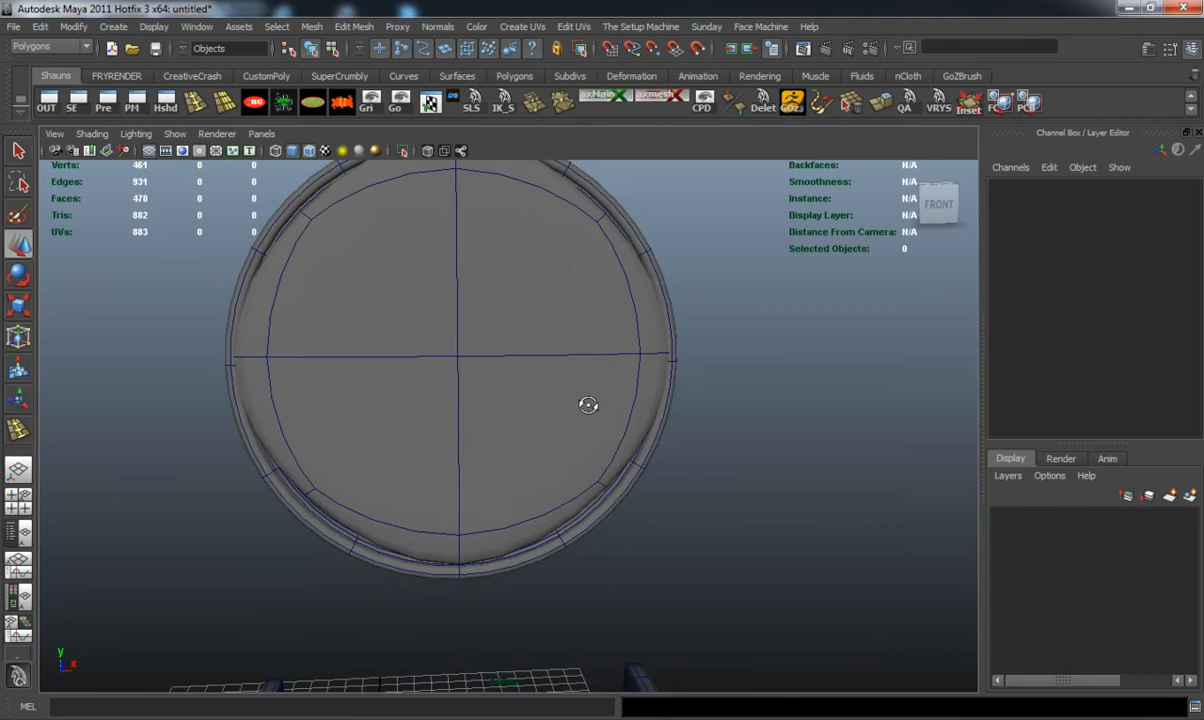 Autodesk Maya 2011 Hotfix 3 x64: untitled*
File Edit Modify Create Display Window Assets Select Mesh Edit Mesh Proxy Normals Color Create UVs Edit UVs The Setup Machine Sunday Face Machine Help
Polygons Objects
Shauns FRYRENDER CreativeCrash CustomPoly SuperCrumbly Curves Surfaces Polygons Subdivs Deformation Animation Rendering Muscle Fluids nCloth GoZBrush
OUT SE Pre PM Hshd Gri Go SLS IK_S axMain axmesh CPD Delet GOz3 QA VRYS Inset FC PCB
Channel Box / Layer Editor
View Shading Lighting Show Renderer Panels
Channels Edit Object Show
Verts: 461 0 0
Edges: 931 0 0
Faces: 478 0 0
Tris: 882 0 0
UVs: 883 0 0
Backfaces: N/A
Smoothness: N/A
Instance: N/A
Display Layer: N/A
Distance From Camera: N/A
Selected Objects: 0
FRONT
Display Render Anim
Layers Options Help
y
x
MEL